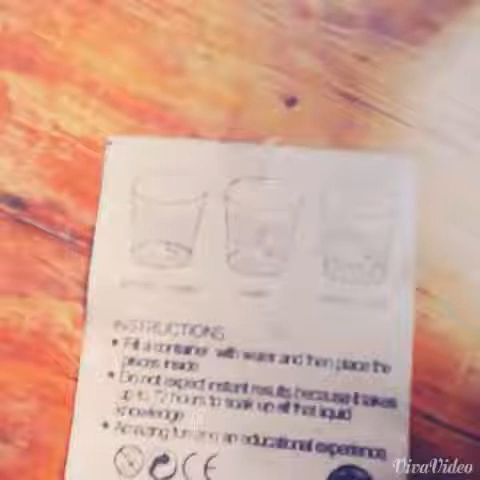 INSTRUCTIONS
• Fill a container with water and then place the
pieces inside
• Do not expect instant results because it takes
up to 72 hours to soak up all that liquid
knowledge
• Amazing fun and an educational experience
CE
VivaVideo